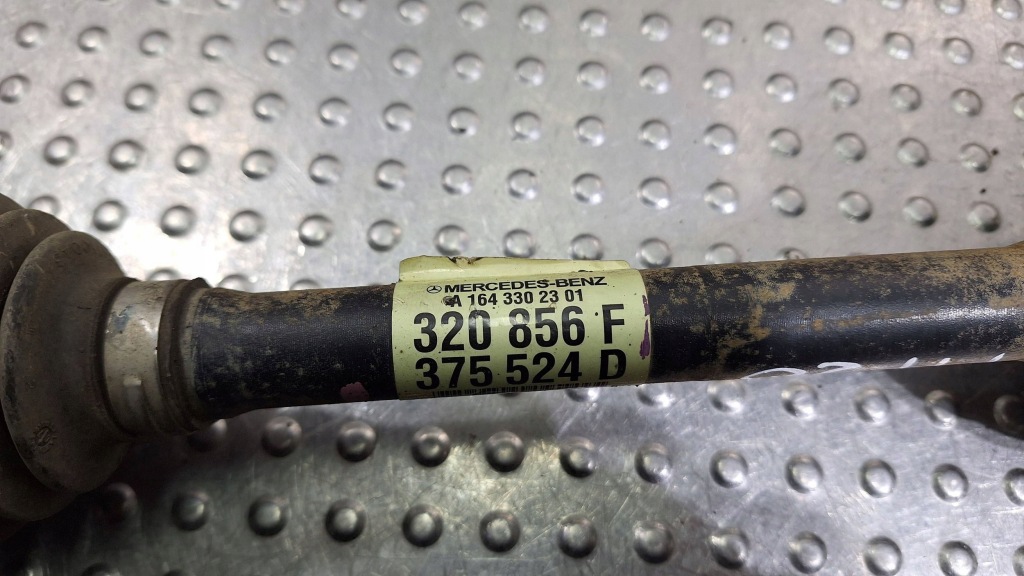 MERCEDES-BENZ
A 164 330 23 01
320 856 F
375 524 D